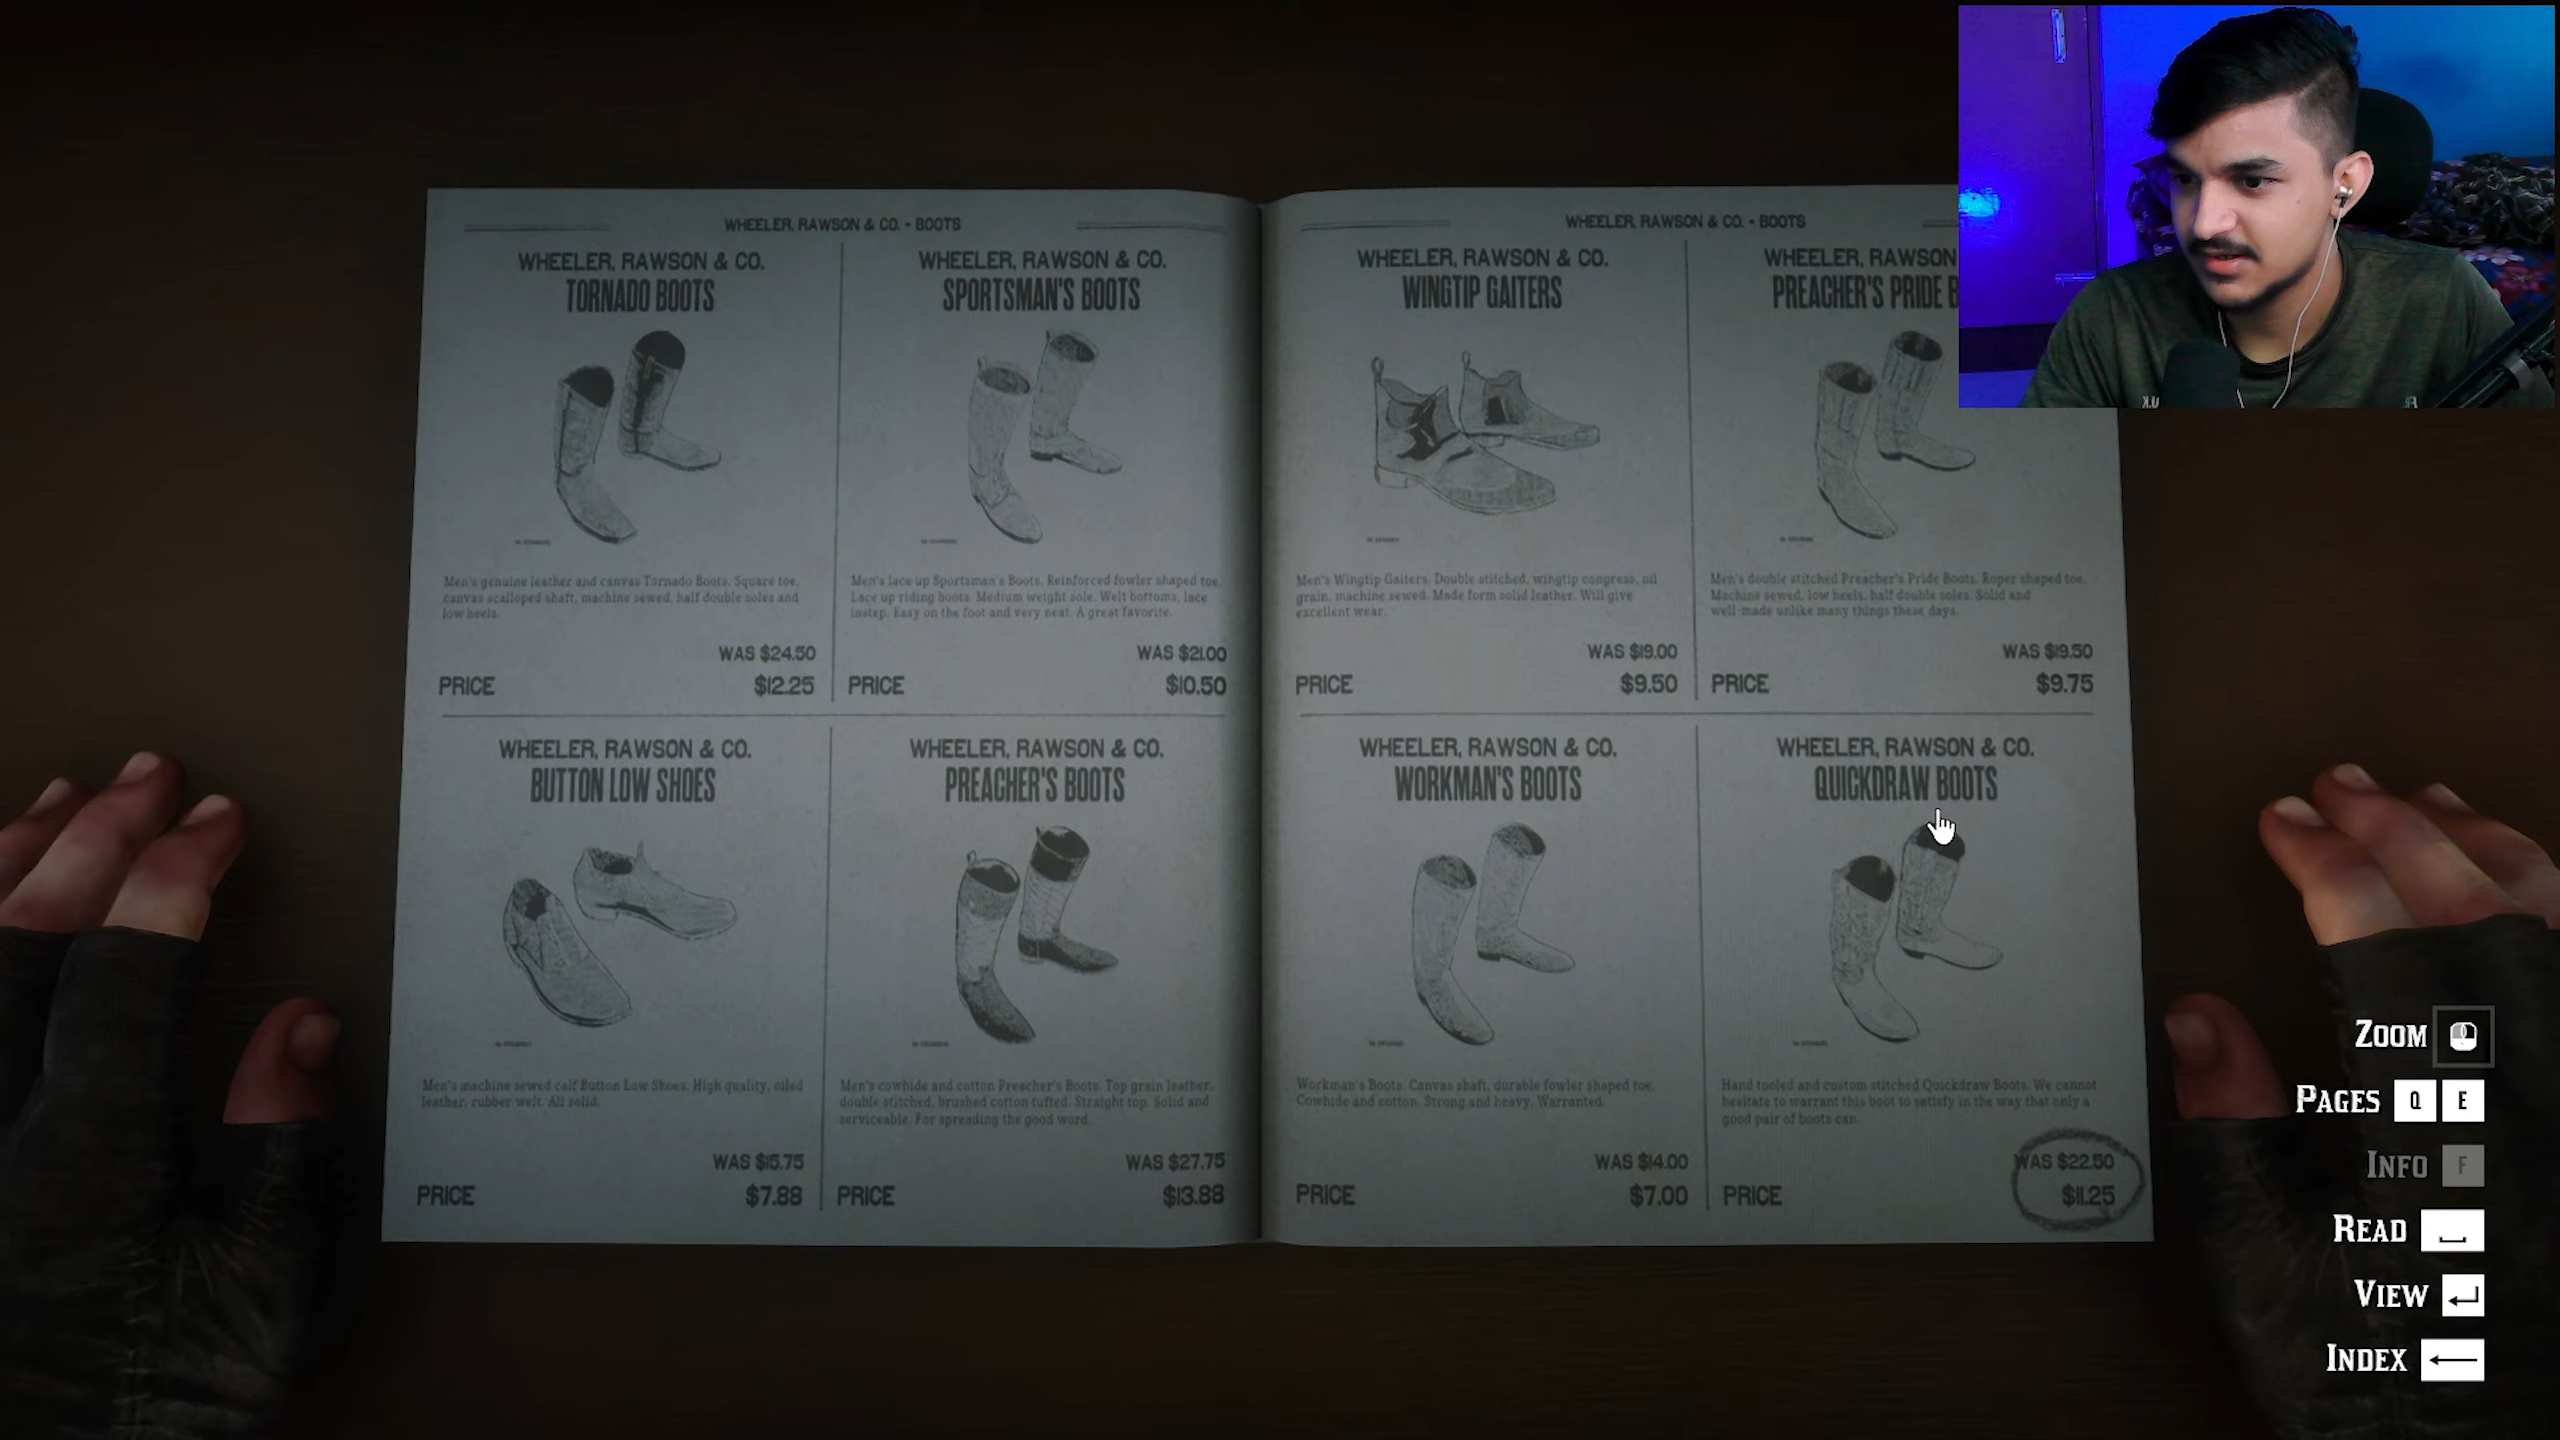 WHEELER, RAWSON & CO. • BOOTS
WHEELER, RAWSON & CO.
TORNADO BOOTS
Men's genuine leather and canvas Tornado Boots. Square toe,
canvas scalloped shaft, machine sewed, half double soles and
low heels.
WAS $24.50
PRICE $12.25
WHEELER, RAWSON & CO.
SPORTSMAN'S BOOTS
Men's lace up Sportsman's Boots. Reinforced fowler shaped toe.
Lace up riding boots. Medium weight sole. Welt bottoms, lace
instep. Easy on the foot and very neat. A great favorite.
WAS $21.00
PRICE $10.50
WHEELER, RAWSON & CO.
BUTTON LOW SHOES
Men's machine sewed calf Button Low Shoes. High quality, oiled
leather, rubber welt. All solid.
WAS $15.75
PRICE $7.88
WHEELER, RAWSON & CO.
PREACHER'S BOOTS
Men's cowhide and cotton Preacher's Boots. Top grain leather,
double stitched, brushed cotton tufted. Straight top. Solid and
serviceable. For spreading the good word.
WAS $27.75
PRICE $13.88
WHEELER, RAWSON & CO. • BOOTS
WHEELER, RAWSON & CO.
WINGTIP GAITERS
Men's Wingtip Gaiters. Double stitched, wingtip congress, oil
grain, machine sewed. Made form solid leather. Will give
excellent wear.
WAS $19.00
PRICE $9.50
WHEELER, RAWSON
PREACHER'S PRIDE B
Men's double stitched Preacher's Pride Boots. Roper shaped toe.
Machine sewed, low heels, half double soles. Solid and
well-made unlike many things these days.
WAS $19.50
PRICE $9.75
WHEELER, RAWSON & CO.
WORKMAN'S BOOTS
Workman's Boots. Canvas shaft, durable fowler shaped toe.
Cowhide and cotton. Strong and heavy. Warranted.
WAS $14.00
PRICE $7.00
WHEELER, RAWSON & CO.
QUICKDRAW BOOTS
Hand tooled and custom stitched Quickdraw Boots. We cannot
hesitate to warrant this boot to satisfy in the way that only a
good pair of boots can.
WAS $22.50
PRICE $11.25
ZOOM
PAGES Q E
INFO F
READ
VIEW
INDEX